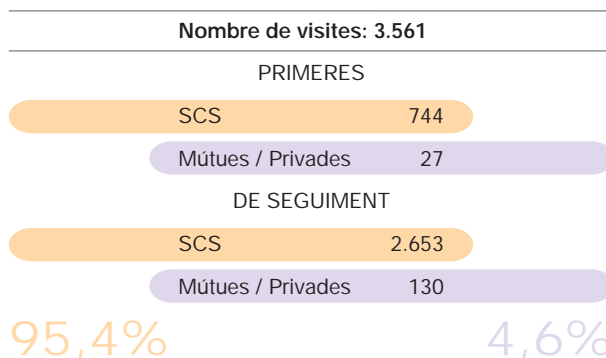 Nombre de visites: 3.561
PRIMERES
SCS 744
Mútues / Privades 27
DE SEGUIMENT
SCS 2.653
Mútues / Privades 130
95,4% 4,6%